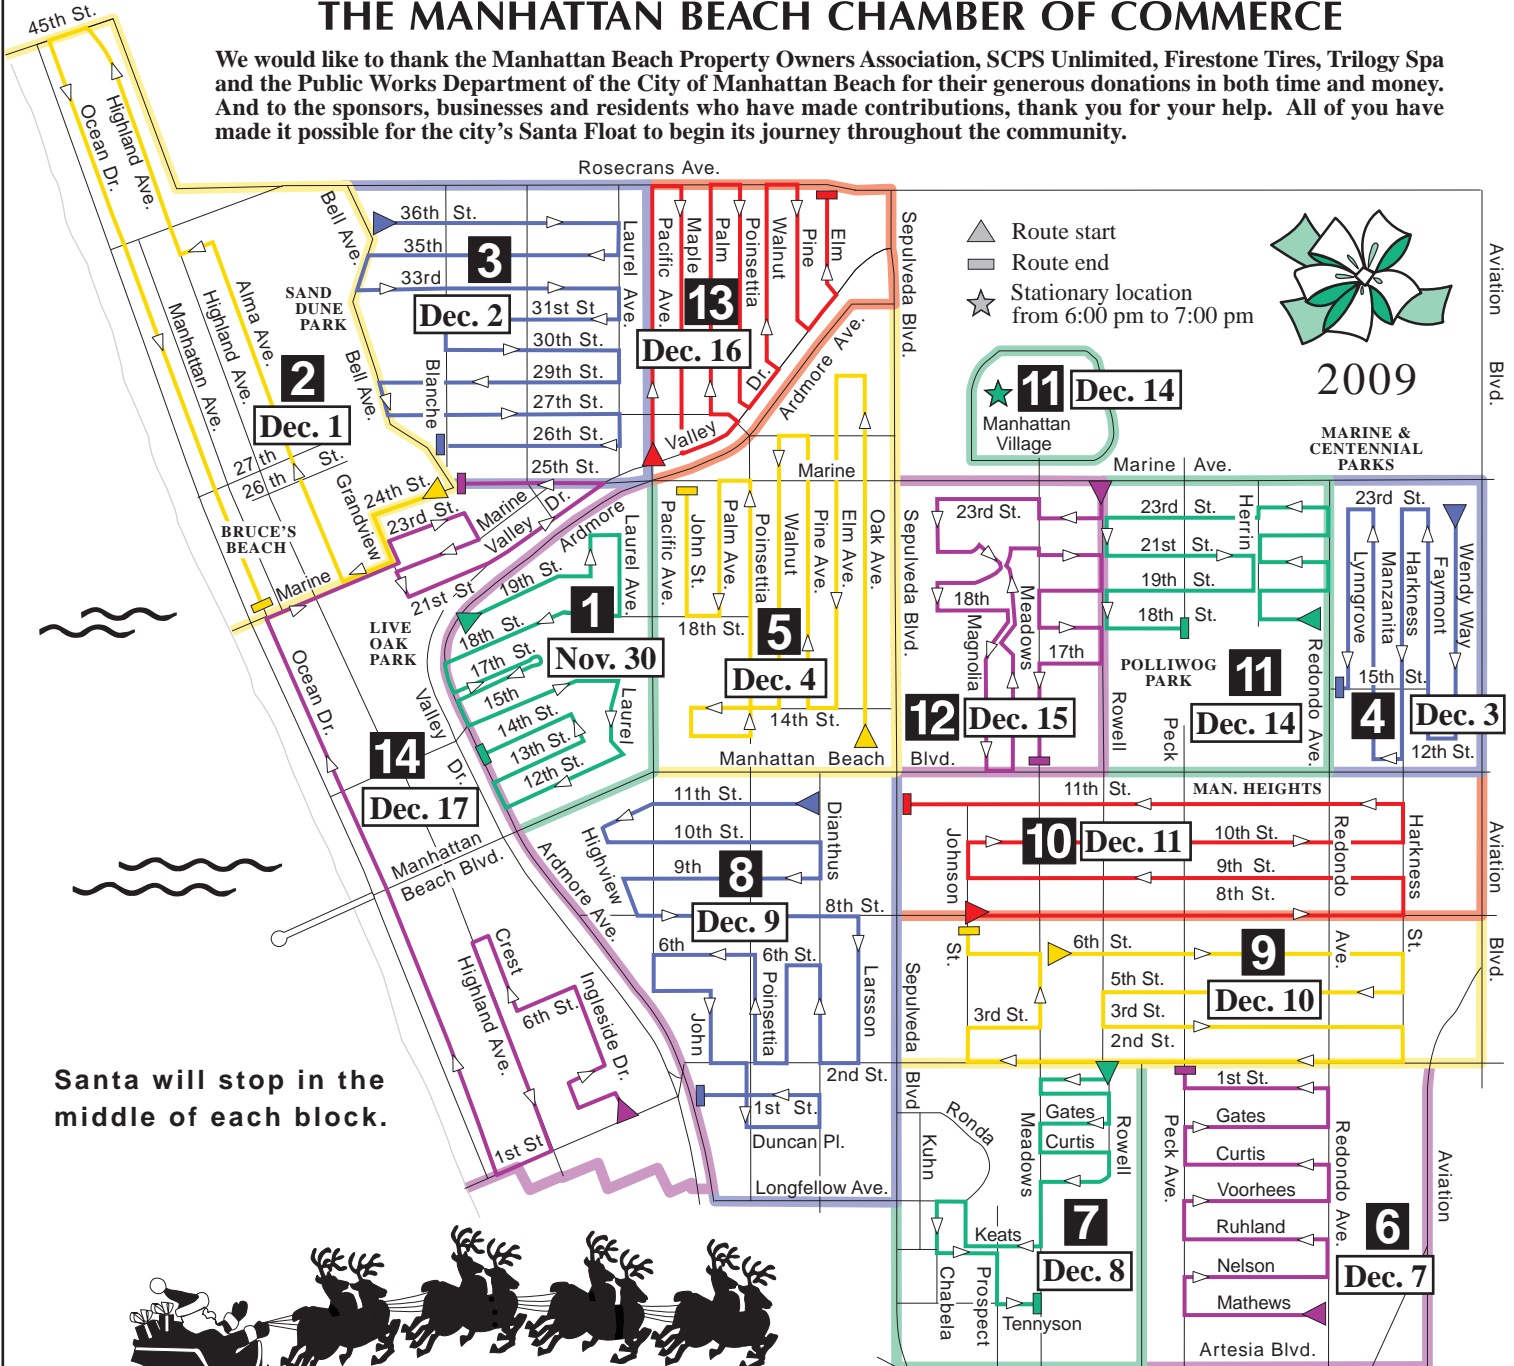 THE MANHATTAN BEACH CHAMBER OF COMMERCE
We would like to thank the Manhattan Beach Property Owners Association, SCPS Unlimited, Firestone Tires, Trilogy Spa
and the Public Works Department of the City of Manhattan Beach for their generous donations in both time and money.
And to the sponsors, businesses and residents who have made contributions, thank you for your help. All of you have
made it possible for the city's Santa Float to begin its journey throughout the community.
45th St.
Highland Ave.
Ocean Dr.
Rosecrans Ave.
Bell Ave.
36th St.
35th
33rd
3
Dec. 2
31st St.
30th St.
29th St.
27th St.
26th St.
25th St.
Blanche
Laurel Ave.
Pacific Ave.
Maple
Palm
Poinsettia
Walnut
Pine
Elm
13
Dec. 16
Valley
Dr.
Ardmore Ave.
Sepulveda Blvd.
Route start
Route end
Stationary location
from 6:00 pm to 7:00 pm
2009
Aviation
Blvd.
SAND
DUNE
PARK
Alma Ave.
Highland Ave.
Manhattan Ave.
2
Dec. 1
Bell Ave.
27th
St.
26th
24th St.
23rd St.
Grandview
BRUCE'S
BEACH
Marine
Marine
Valley
Dr.
21st St
Ardmore
11
Dec. 14
Manhattan
Village
Marine
Marine Ave.
MARINE &
CENTENNIAL
PARKS
LIVE
OAK
PARK
19th St.
18th St.
17th St.
15th
14th St.
13th St.
12th St.
Laurel Ave.
Laurel
1
Nov. 30
Pacific Ave.
John St.
Palm Ave.
Poinsettia
Walnut
Pine Ave.
Elm Ave.
Oak Ave.
18th St.
5
Dec. 4
14th St.
Manhattan Beach Blvd.
Sepulveda Blvd.
23rd St.
18th
Magnolia
Meadows
17th
12
Dec. 15
Rowell
23rd St.
21st St.
19th St.
18th St.
Herrin
POLLIWOG
PARK
11
Dec. 14
Peck
Redondo Ave.
23rd St.
Lynngrove
Manzanita
Harkness
Faymont
Wendy Way
15th St.
4
Dec. 3
12th St.
Ocean Dr.
Valley
Dr.
14
Dec. 17
Manhattan
Beach Blvd.
Ardmore Ave.
Highview
11th St.
10th St.
9th
8
Dec. 9
Dianthus
8th St.
6th
6th St.
John
Poinsettia
Larsson
2nd St.
1st St.
Duncan Pl.
Longfellow Ave.
Sepulveda
Blvd
11th St.
MAN. HEIGHTS
Johnson
St.
10
Dec. 11
10th St.
9th St.
8th St.
Redondo
Ave.
Harkness
St.
Aviation
Blvd.
6th St.
9
Dec. 10
5th St.
3rd St.
3rd St.
2nd St.
Crest
Highland Ave.
6th St.
Ingleside Dr.
1st St
Santa will stop in the
middle of each block.
Ronda
Kuhn
Gates
Curtis
Meadows
Rowell
7
Dec. 8
Keats
Chabela
Prospect
Tennyson
1st St.
Gates
Curtis
Voorhees
Ruhland
Nelson
Mathews
Peck Ave.
Redondo Ave.
6
Dec. 7
Aviation
Artesia Blvd.